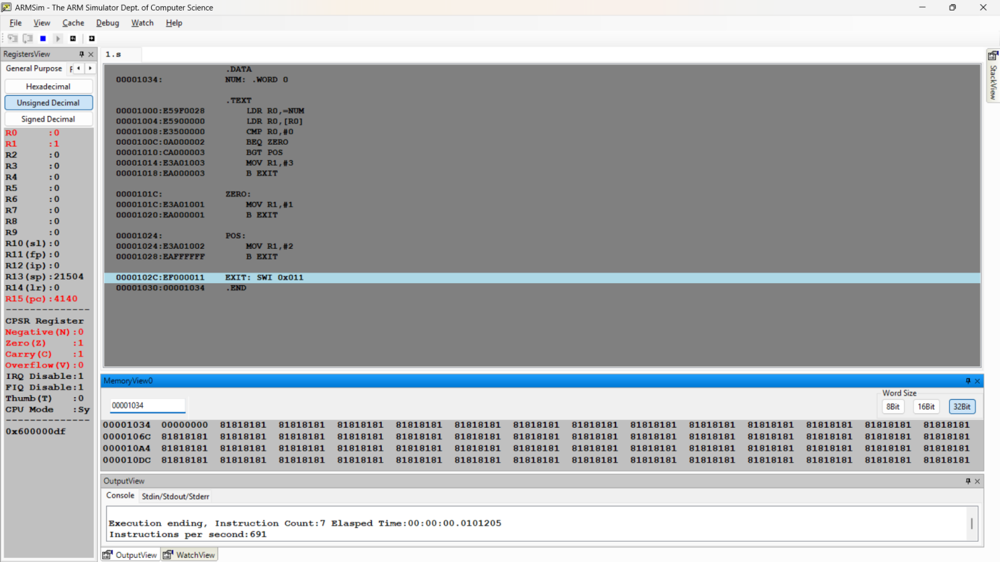 ARMSim - The ARM Simulator Dept. of Computer Science
File View Cache Debug Watch Help
RegistersView
General Purpose
Hexadecimal
Unsigned Decimal
Signed Decimal
R0 :0
R1 :1
R2 :0
R3 :0
R4 :0
R5 :0
R6 :0
R7 :0
R8 :0
R9 :0
R10(sl):0
R11(fp):0
R12(ip):0
R13(sp):21504
R14(lr):0
R15(pc):4140
--------------
CPSR Register
Negative(N):0
Zero(Z) :1
Carry(C) :1
Overflow(V):0
IRQ Disable:1
FIQ Disable:1
Thumb(T) :0
CPU Mode :Sy
--------------
0x600000df
1.s
.DATA
00001034: NUM: .WORD 0
.TEXT
00001000:E59F0028 LDR R0,=NUM
00001004:E5900000 LDR R0,[R0]
00001008:E3500000 CMP R0,#0
0000100C:0A000002 BEQ ZERO
00001010:CA000003 BGT POS
00001014:E3A01003 MOV R1,#3
00001018:EA000003 B EXIT
0000101C: ZERO:
0000101C:E3A01001 MOV R1,#1
00001020:EA000001 B EXIT
00001024: POS:
00001024:E3A01002 MOV R1,#2
00001028:EAFFFFFF B EXIT
0000102C:EF000011 EXIT: SWI 0x011
00001030:00001034 .END
StackView
MemoryView0
00001034
Word Size
8Bit 16Bit 32Bit
00001034 00000000 81818181 81818181 81818181 81818181 81818181 81818181 81818181 81818181 81818181 81818181 81818181 81818181 81818181
0000106C 81818181 81818181 81818181 81818181 81818181 81818181 81818181 81818181 81818181 81818181 81818181 81818181 81818181 81818181
000010A4 81818181 81818181 81818181 81818181 81818181 81818181 81818181 81818181 81818181 81818181 81818181 81818181 81818181 81818181
000010DC 81818181 81818181 81818181 81818181 81818181 81818181 81818181 81818181 81818181 81818181 81818181 81818181 81818181 81818181
OutputView
Console Stdin/Stdout/Stderr
Execution ending, Instruction Count:7 Elasped Time:00:00:00.0101205
Instructions per second:691
OutputView WatchView